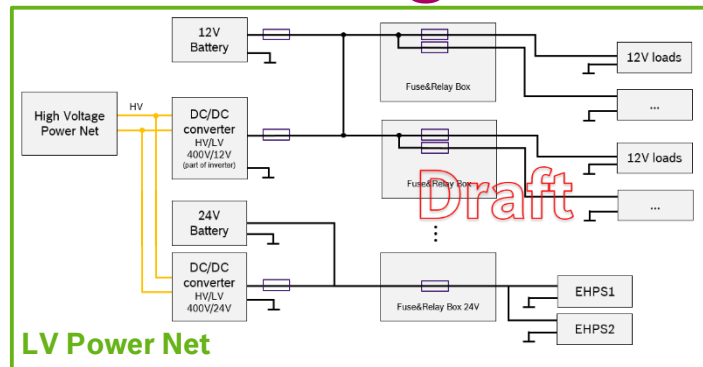 12V
Battery
Fuse&Relay Box
12V loads
...
HV
High Voltage
Power Net
DC/DC
converter
HV/LV
400V/12V
(part of inverter)
Fuse&Relay Box
12V loads
...
Draft
24V
Battery
DC/DC
converter
HV/LV
400V/24V
Fuse&Relay Box 24V
EHPS1
EHPS2
LV Power Net